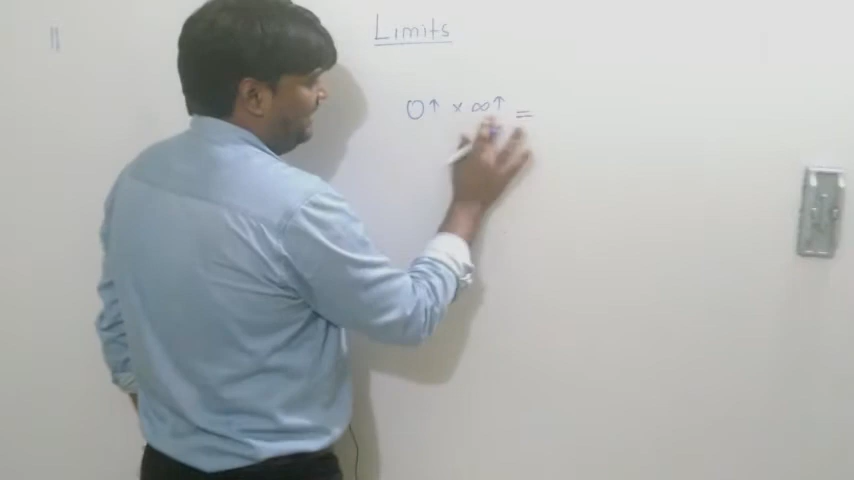 Limits
0↑ × ∞↑ =